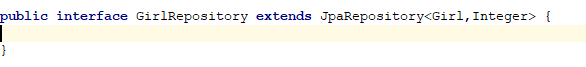 public interface GirlRepository extends JpaRepository<Girl,Integer> {
}